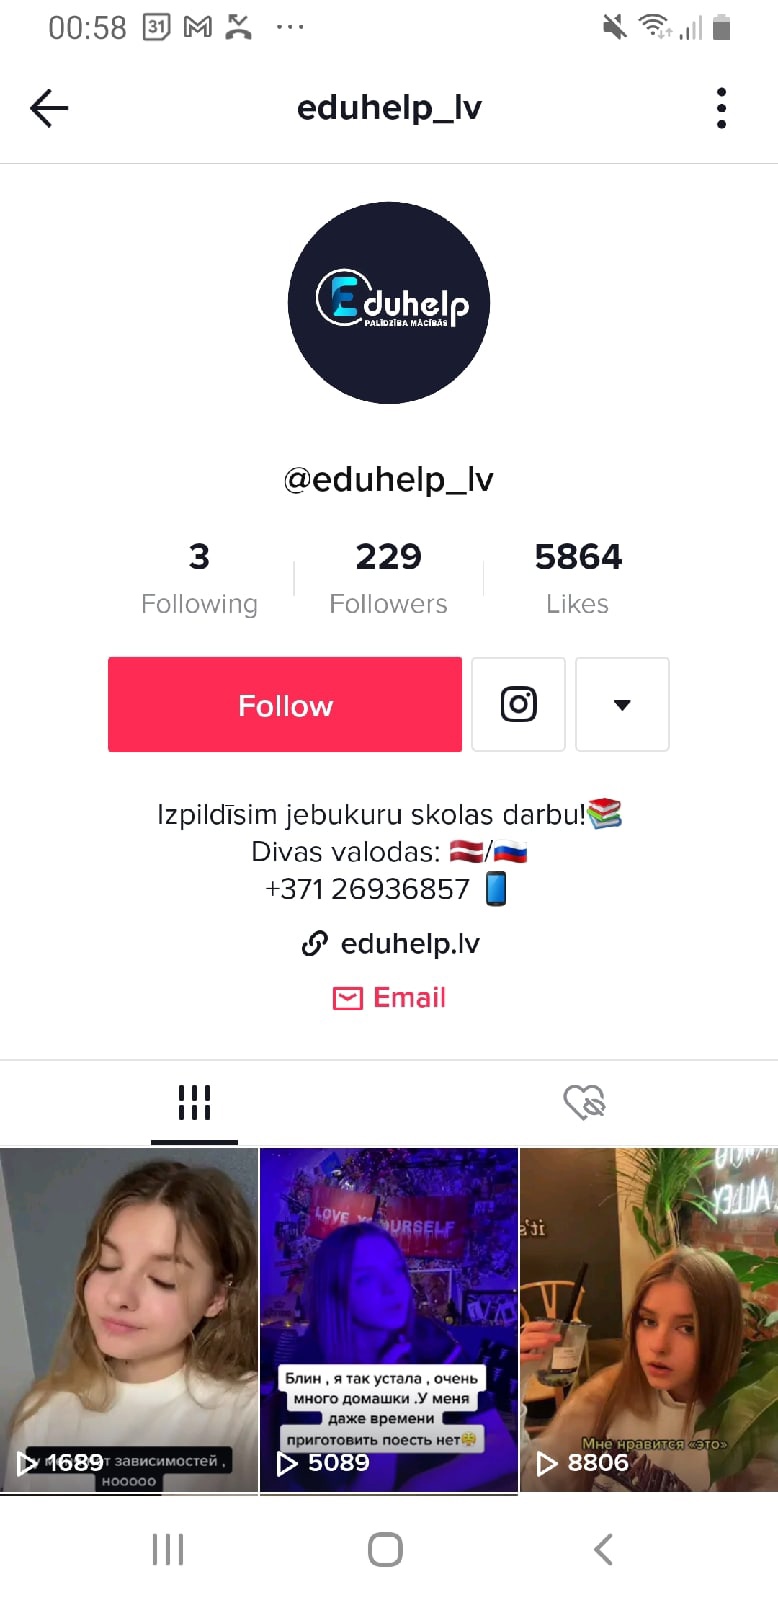 00:58 31
eduhelp_lv
Eduhelp
PALĪDZĪBA MĀCĪBĀS
@eduhelp_lv
3 229 5864
Following Followers Likes
Follow
Izpildīsim jebukuru skolas darbu!📚
Divas valodas: 🇱🇻/🇷🇺
+371 26936857 📱
eduhelp.lv
Email
зависимостей ,
нооооо
1689
LOVE YOURSELF
Блин , я так устала , очень
много домашки .У меня
даже времени
приготовить поесть нет😤
5089
ALLEY
Мне нравится «это»
8806